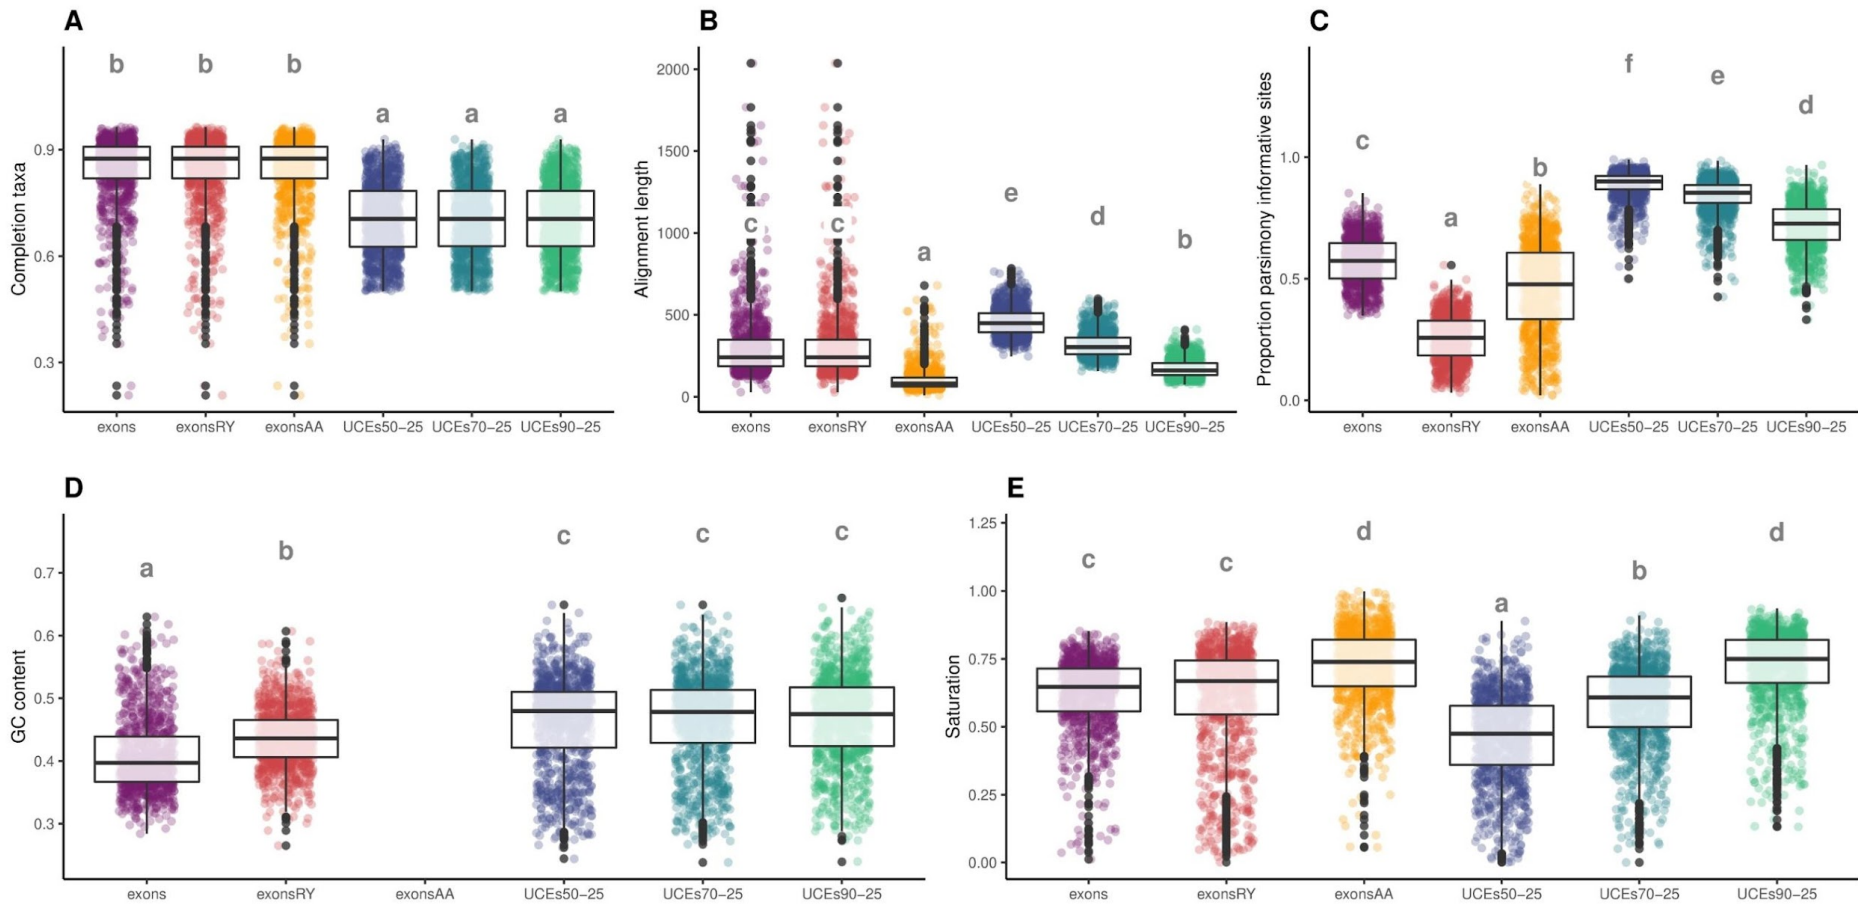 A
Completion taxa
0.9
0.6
0.3
b b b a a a
exons exonsRY exonsAA UCEs50−25 UCEs70−25 UCEs90−25
B
Alignment length
2000
1500
1000
500
0
c c a e d b
exons exonsRY exonsAA UCEs50−25 UCEs70−25 UCEs90−25
C
Proportion parsimony informative sites
1.0
0.5
0.0
c a b f e d
exons exonsRY exonsAA UCEs50−25 UCEs70−25 UCEs90−25
D
GC content
0.7
0.6
0.5
0.4
0.3
a b c c c
exons exonsRY exonsAA UCEs50−25 UCEs70−25 UCEs90−25
E
Saturation
1.25
1.00
0.75
0.50
0.25
0.00
c c d a b d
exons exonsRY exonsAA UCEs50−25 UCEs70−25 UCEs90−25